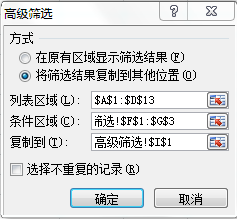 高级筛选
方式
在原有区域显示筛选结果(F)
将筛选结果复制到其他位置(O)
列表区域(L): $A$1:$D$13
条件区域(C): 筛选!$F$1:$G$3
复制到(T): 高级筛选!$I$1
选择不重复的记录(R)
确定 取消